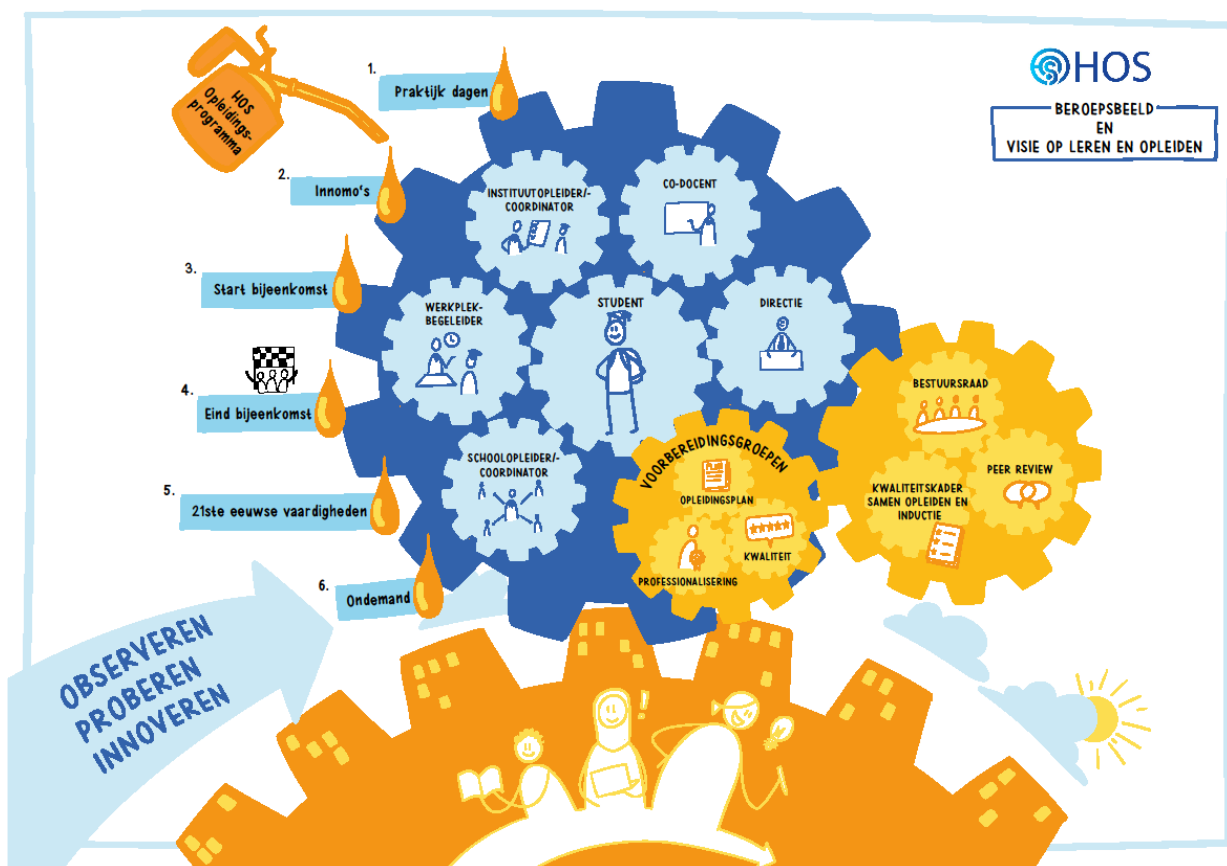 HOS
Opleidings-
programma
1.
Praktijk dagen
2.
Innomo's
3.
Start bijeenkomst
4.
Eind bijeenkomst
5.
21ste eeuwse vaardigheden
6.
Ondemand
HOS
BEROEPSBEELD
EN
VISIE OP LEREN EN OPLEIDEN
INSTITUUTOPLEIDER/-
COORDINATOR
CO-DOCENT
WERKPLEK-
BEGELEIDER
STUDENT
DIRECTIE
SCHOOLOPLEIDER/-
COORDINATOR
VOORBEREIDINGSGROEPEN
OPLEIDINGSPLAN
KWALITEIT
PROFESSIONALISERING
BESTUURSRAAD
PEER REVIEW
KWALITEITSKADER
SAMEN OPLEIDEN EN
INDUCTIE
OBSERVEREN
PROBEREN
INNOVEREN
!